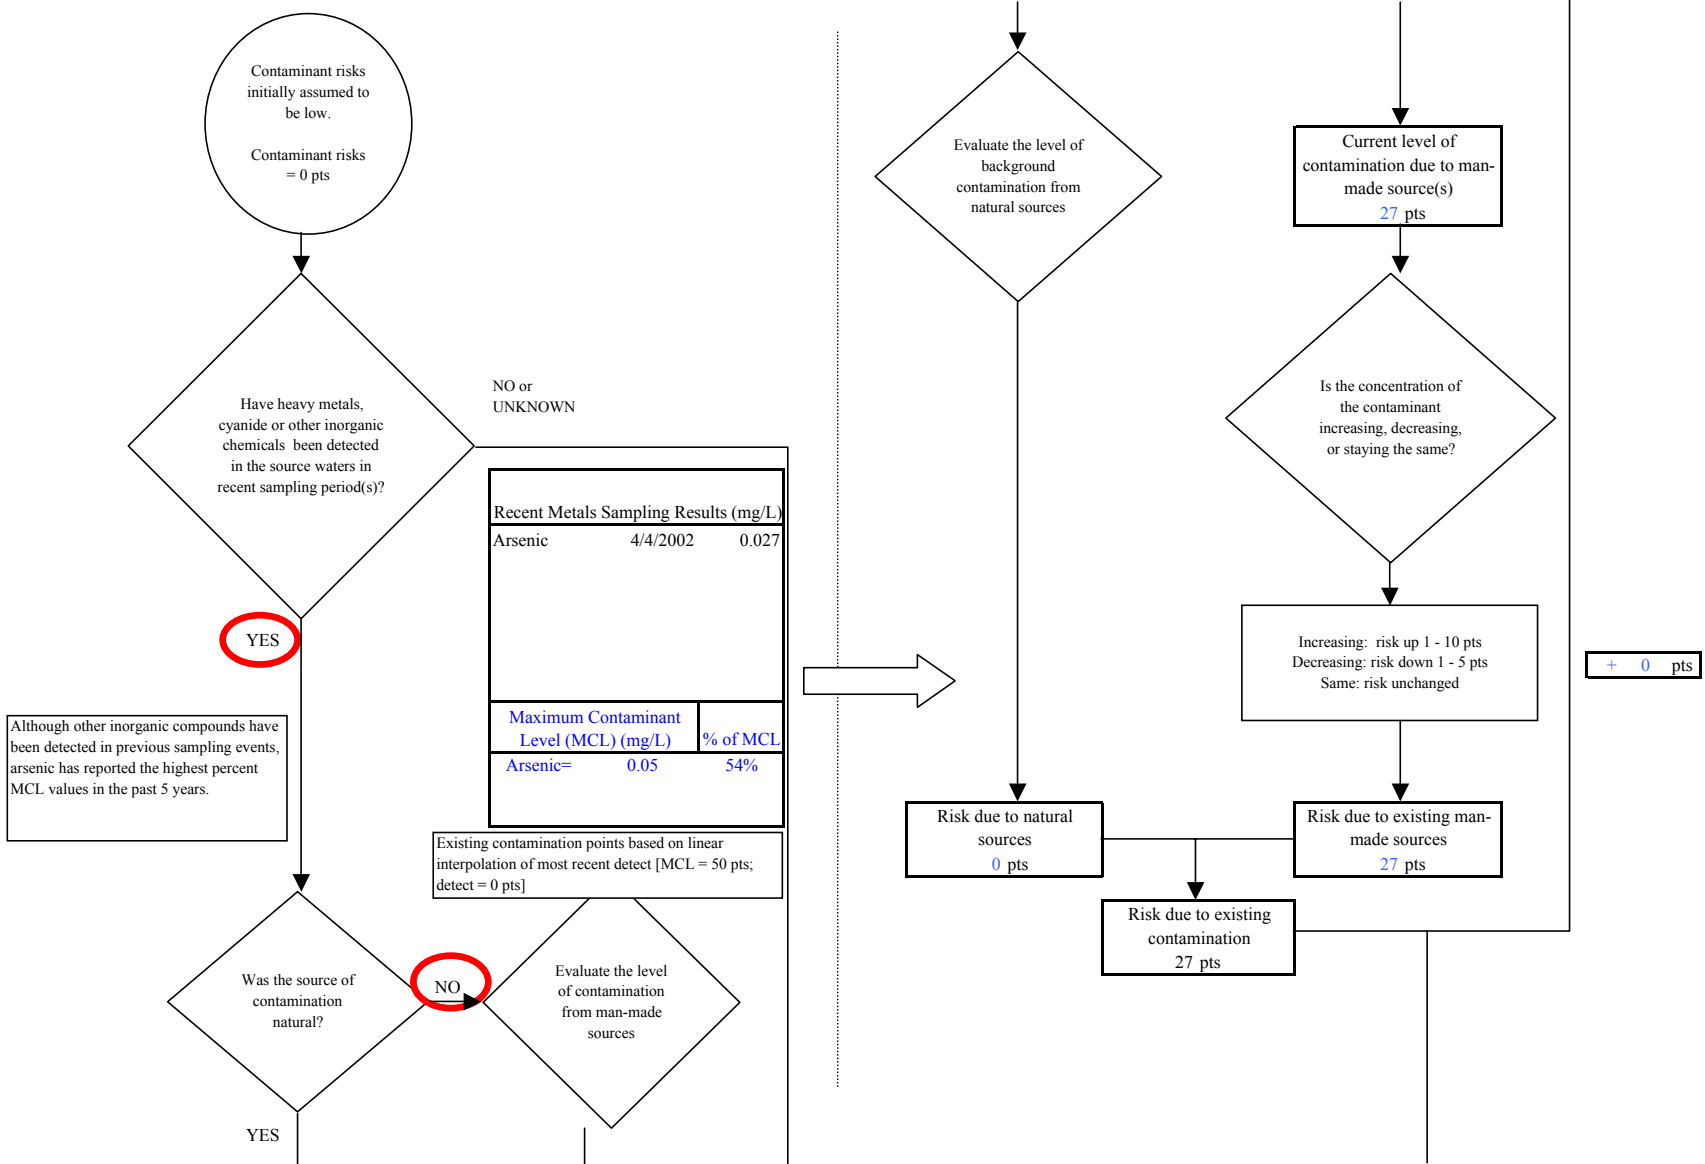 Contaminant risks
initially assumed to
be low.
Contaminant risks
= 0 pts
Have heavy metals,
cyanide or other inorganic
chemicals been detected
in the source waters in
recent sampling period(s)?
NO or
UNKNOWN
YES
Recent Metals Sampling Results (mg/L)
Arsenic 4/4/2002 0.027
Maximum Contaminant
Level (MCL) (mg/L) % of MCL
Arsenic= 0.05 54%
Although other inorganic compounds have
been detected in previous sampling events,
arsenic has reported the highest percent
MCL values in the past 5 years.
Existing contamination points based on linear
interpolation of most recent detect [MCL = 50 pts;
detect = 0 pts]
Was the source of
contamination
natural?
NO
Evaluate the level
of contamination
from man-made
sources
YES
Evaluate the level of
background
contamination from
natural sources
Current level of
contamination due to man-
made source(s)
27 pts
Is the concentration of
the contaminant
increasing, decreasing,
or staying the same?
Increasing: risk up 1 - 10 pts
Decreasing: risk down 1 - 5 pts
Same: risk unchanged
+ 0 pts
Risk due to natural
sources
0 pts
Risk due to existing man-
made sources
27 pts
Risk due to existing
contamination
27 pts